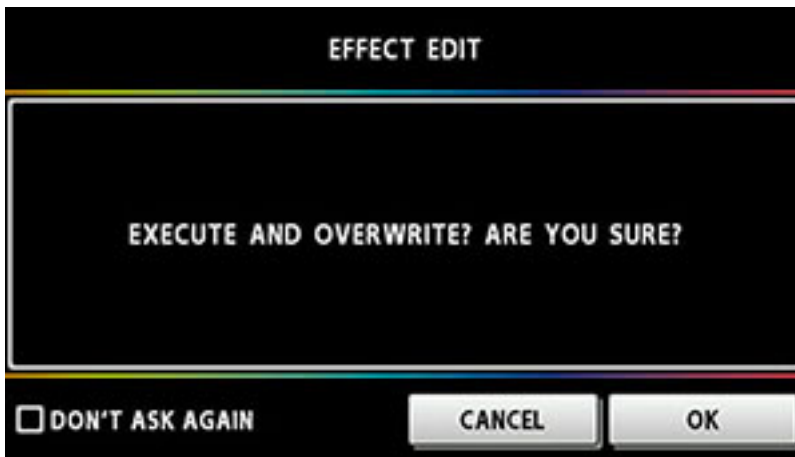 EFFECT EDIT
EXECUTE AND OVERWRITE? ARE YOU SURE?
DON'T ASK AGAIN
CANCEL
OK